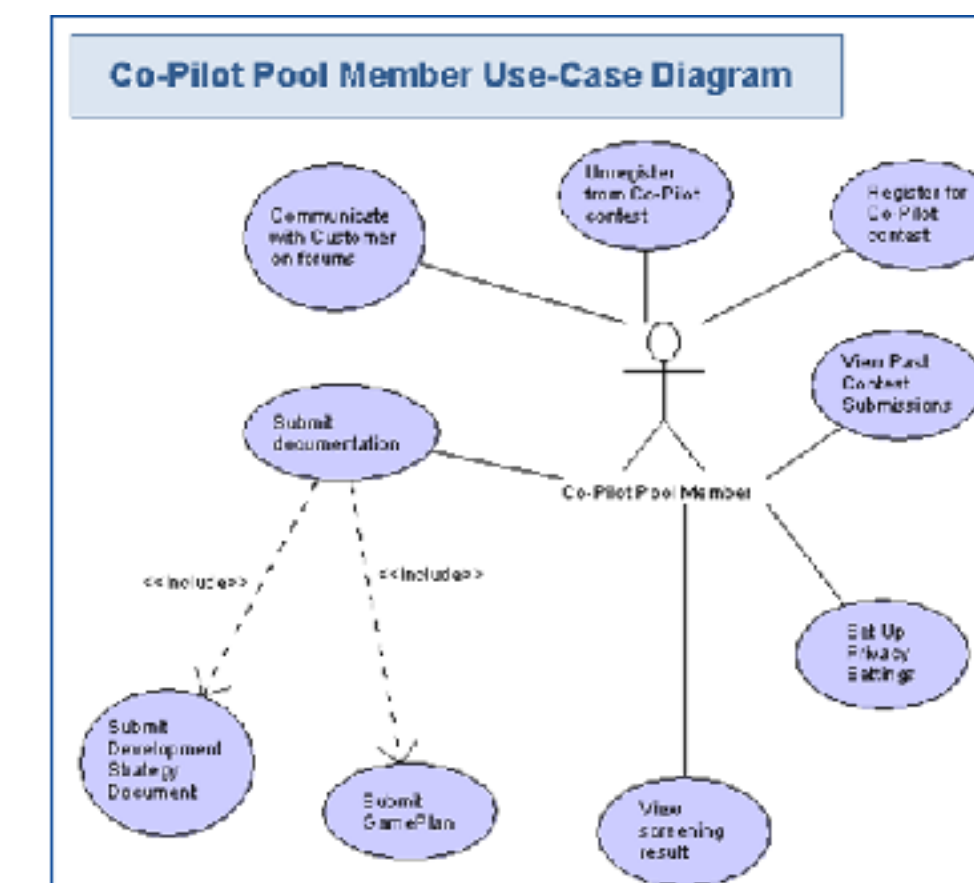 Co-Pilot Pool Member Use-Case Diagram
Unregister
from Co-Pilot
contest
Communicate
with Customer
on forums
Register for
Co-Pilot
contest
View Past
Contest
Submissions
Submit
documentation
Co-Pilot Pool Member
<<include>>
<<include>>
Set Up
Privacy
Settings
Submit
Development
Strategy
Document
Submit
GamePlan
View
screening
result